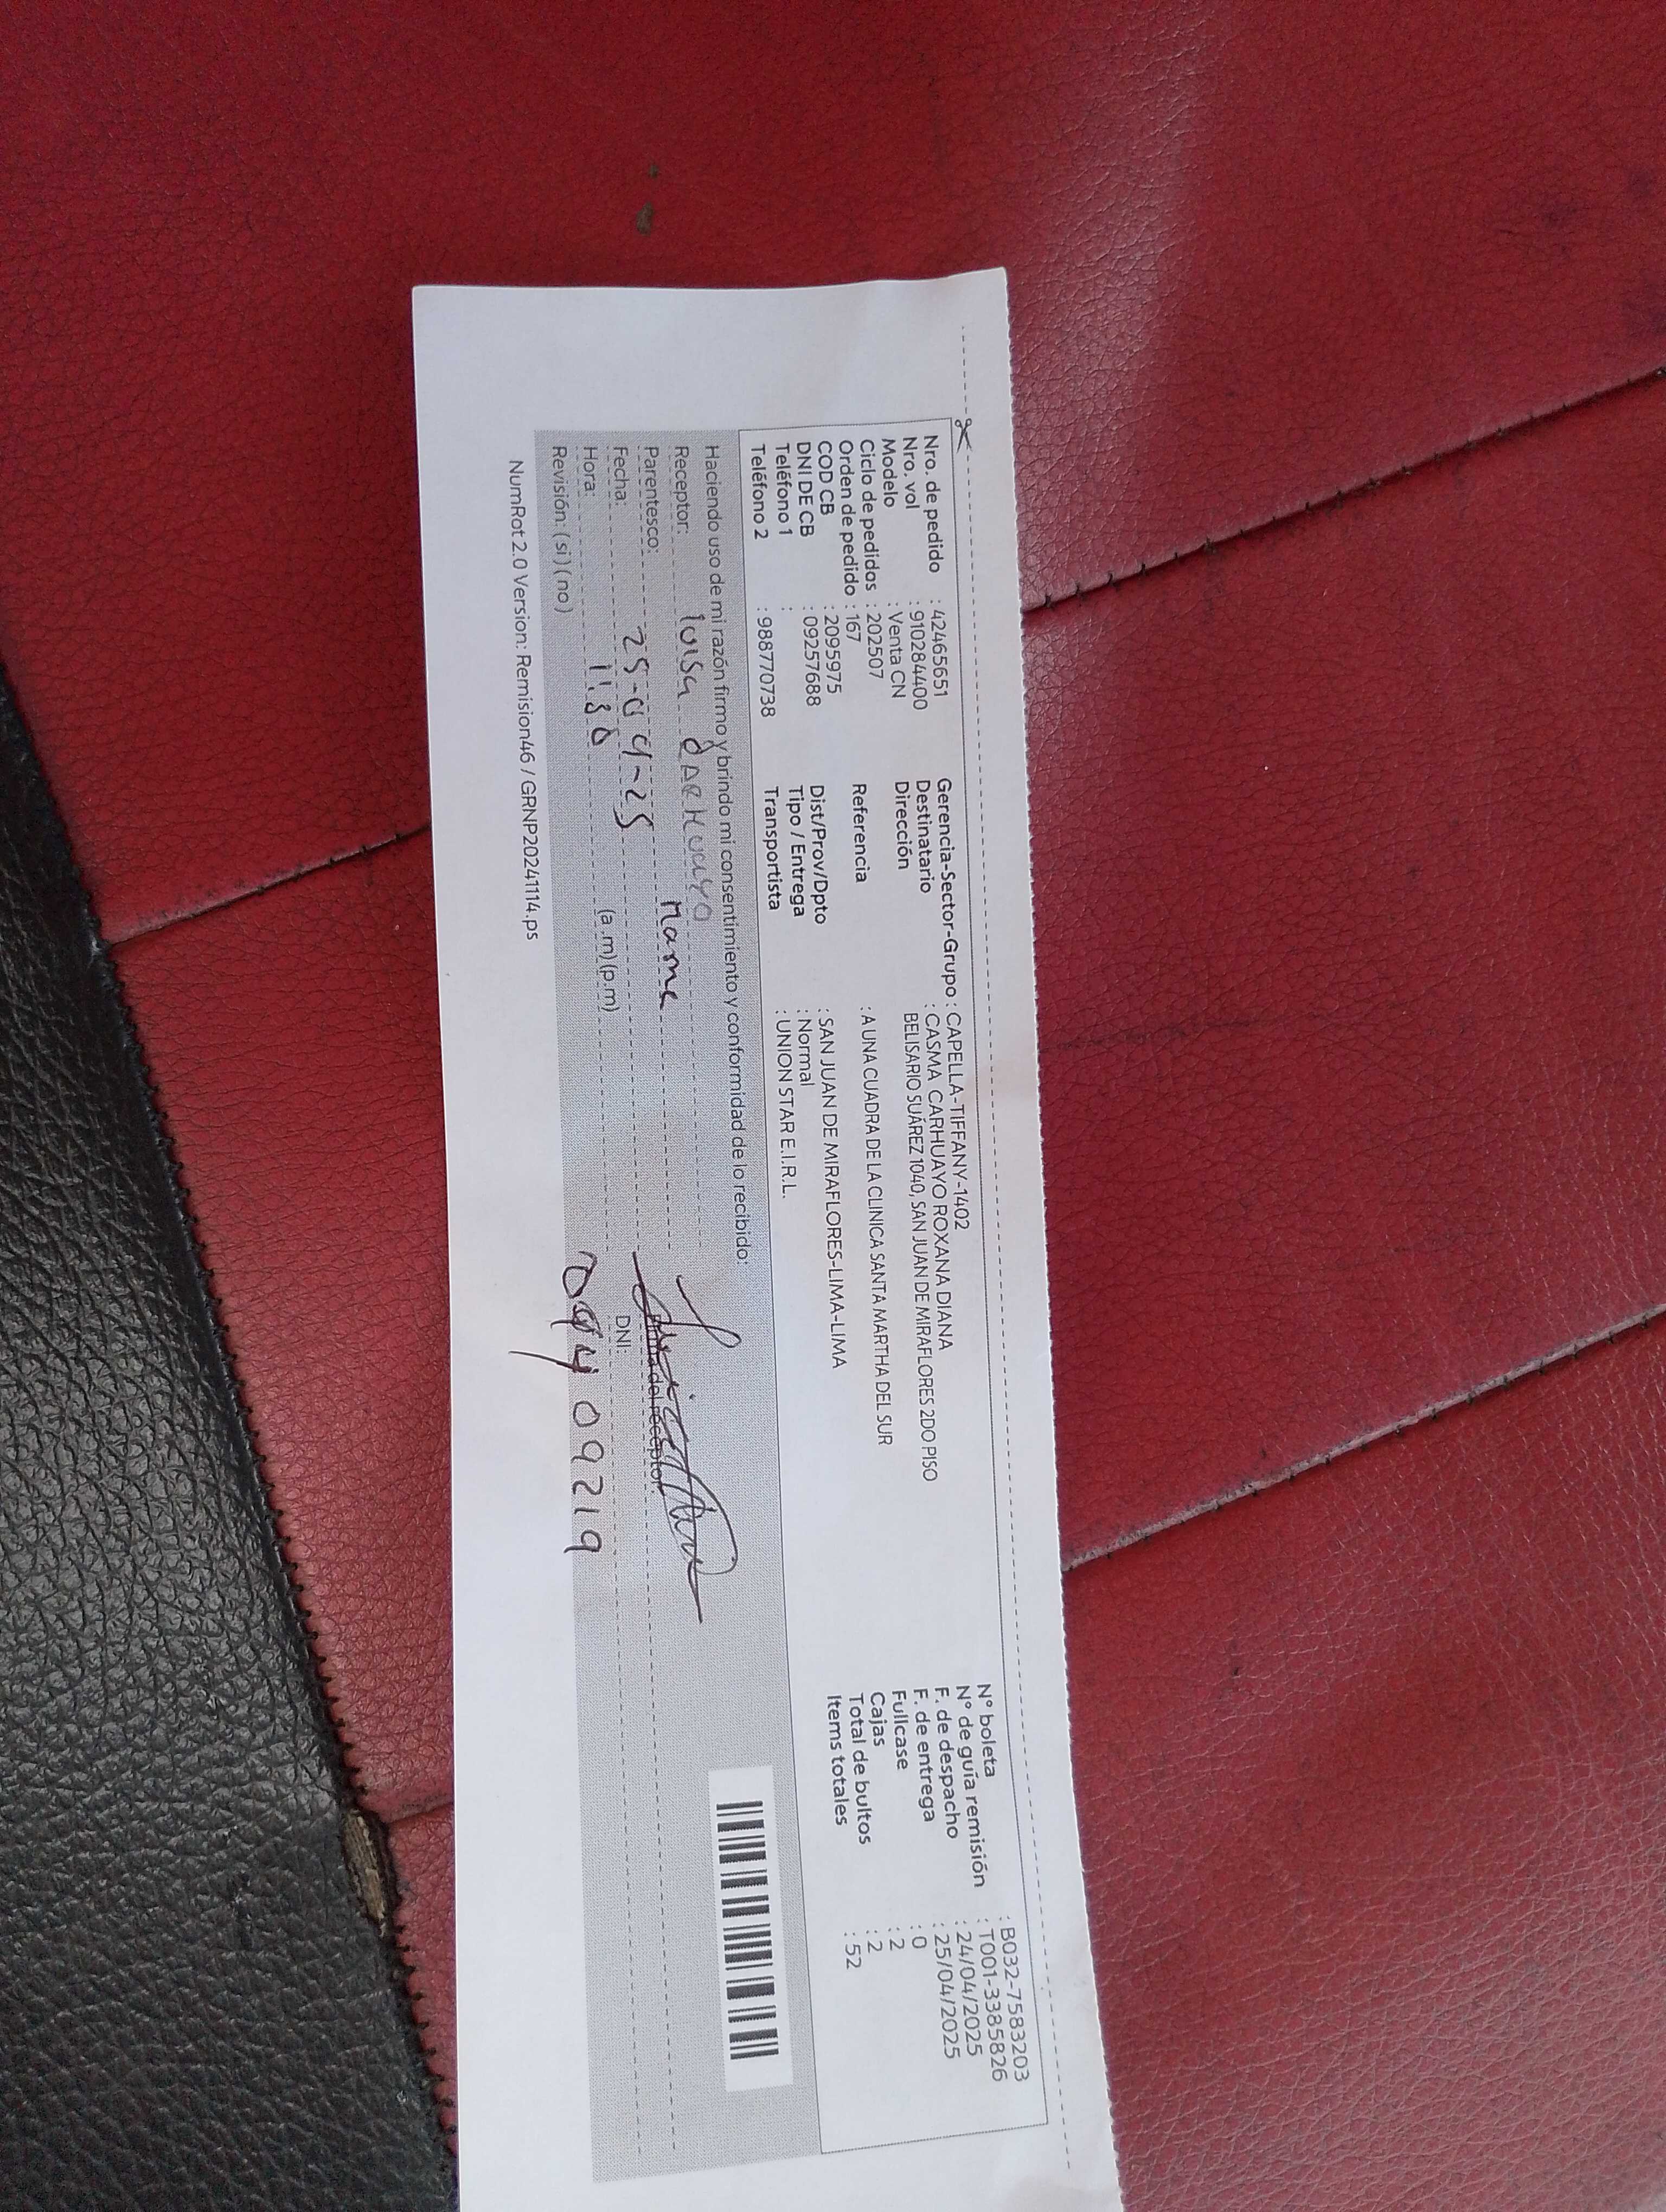 Nro. de pedido : 42465651
Nro. vol : 910284400
Modelo : Venta CN
Ciclo de pedidos : 202507
Orden de pedido : 167
COD CB : 2095975
DNI DE CB : 09257688
Teléfono 1 :
Teléfono 2 : 988770738
Gerencia-Sector-Grupo : CAPELLA-TIFFANY-1402
Destinatario : CASMA CARHUAYO ROXANA DIANA
Dirección BELISARIO SUÁREZ 1040, SAN JUAN DE MIRAFLORES 2DO PISO
Referencia : A UNA CUADRA DE LA CLINICA SANTA MARTHA DEL SUR
Dist/Prov/Dpto : SAN JUAN DE MIRAFLORES-LIMA-LIMA
Tipo / Entrega : Normal
Transportista : UNION STAR E.I.R.L.
N° boleta : B032-7583203
N° de guía remisión : T001-3385826
F. de despacho : 24/04/2025
F. de entrega : 25/04/2025
Fullcase : 0
Cajas : 2
Total de bultos : 2
Items totales : 52
Haciendo uso de mi razón firmo y brindo mi consentimiento y conformidad de lo recibido:
Receptor: luisa
Parentesco: mama
Fecha: 25-04-25
Hora: 11:30 (a.m)(p.m)
Revisión: (si)(no)
Firma del receptor:
DNI: 09219
NumRot 2.0 Version: Remision46 / GRNP20241114.ps